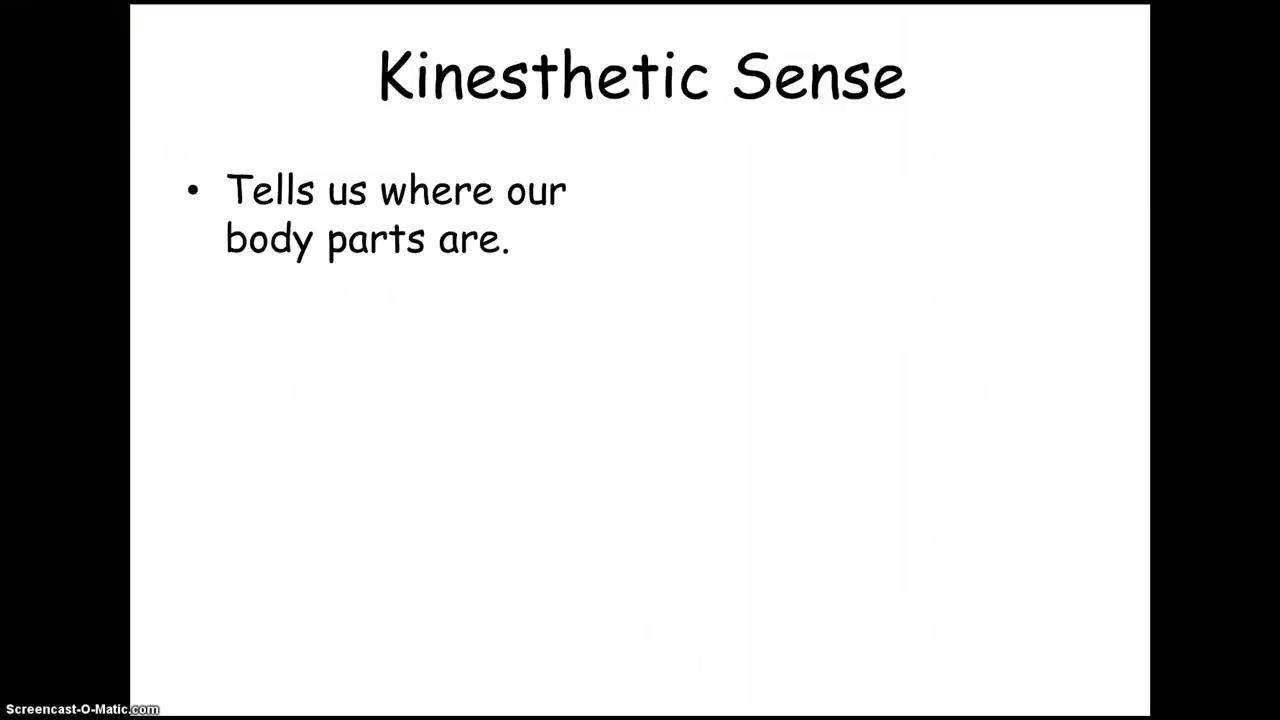 Kinesthetic Sense
• Tells us where our
body parts are.
Screencast-O-Matic.com